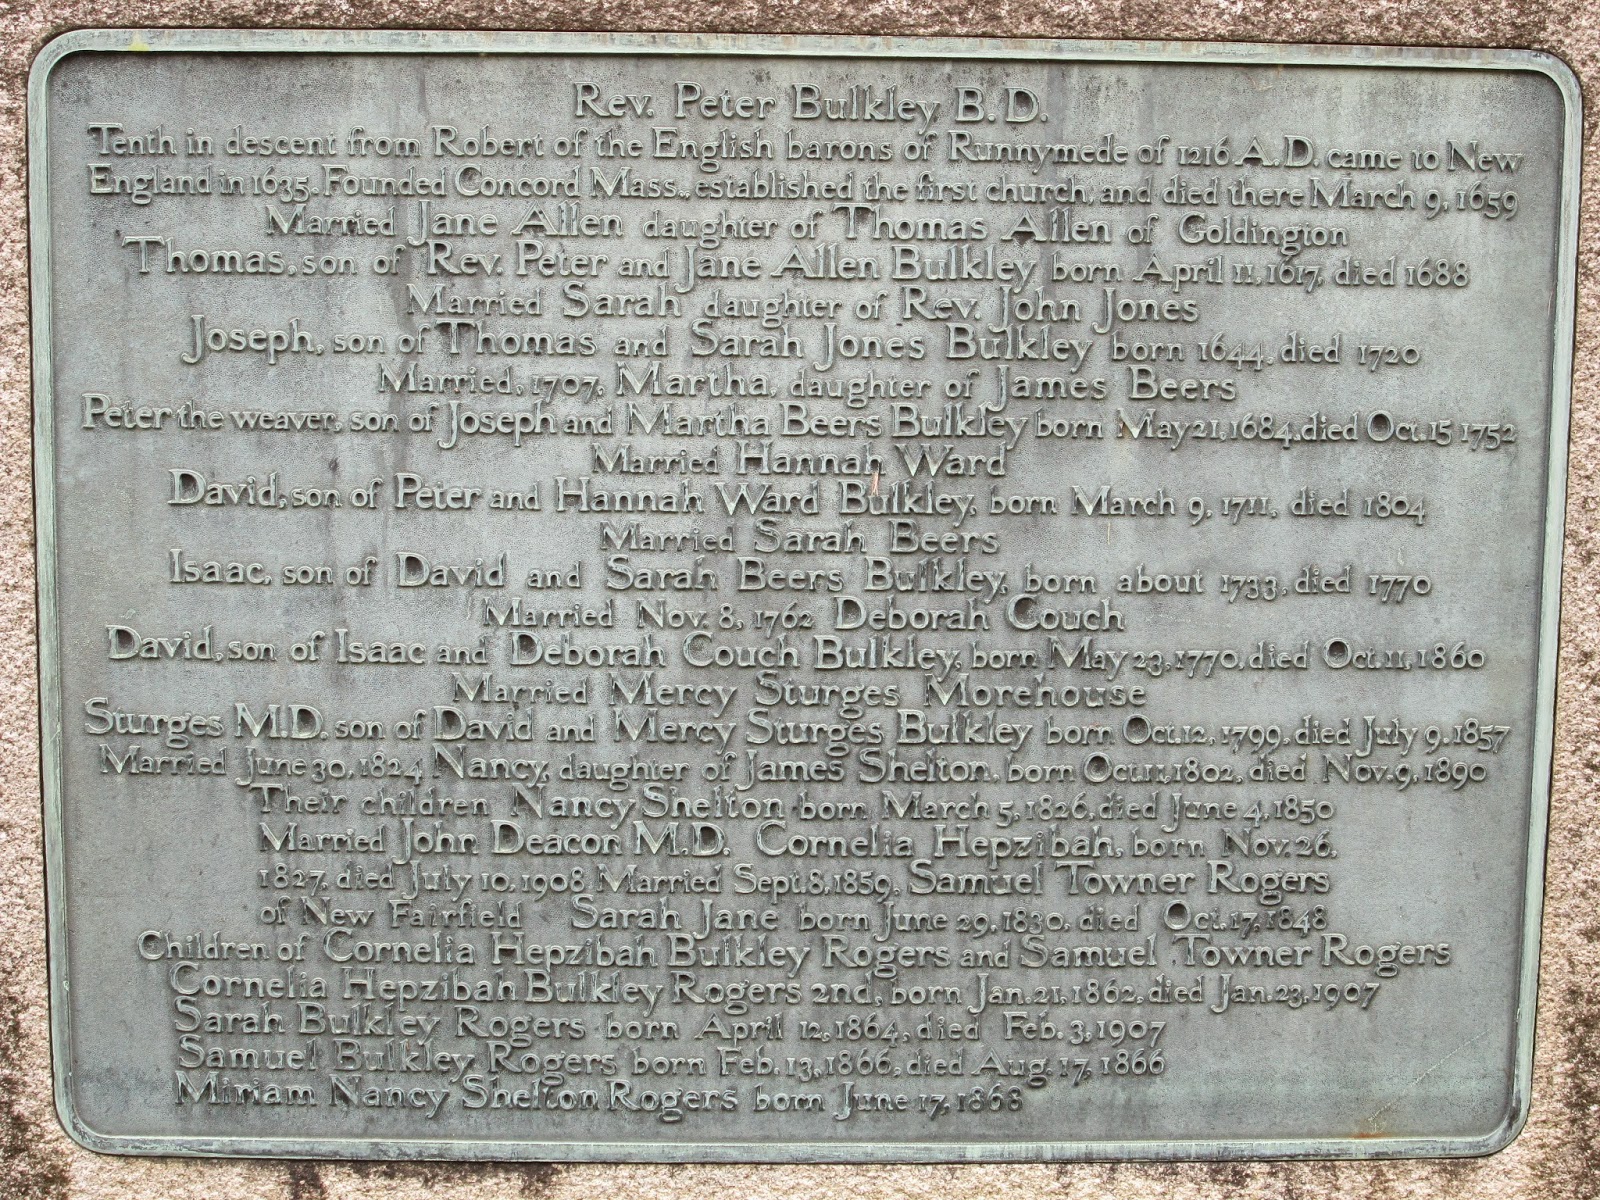 Rev. Peter Bulkley B.D.
Tenth in descent from Robert of the English barons of Runnymede of 1216 A.D. came to New
England in 1635. Founded Concord Mass., established the first church, and died there March 9, 1659
Married Jane Allen daughter of Thomas Allen of Goldington
Thomas, son of Rev. Peter and Jane Allen Bulkley born April 11, 1617, died 1688
Married Sarah daughter of Rev. John Jones
Joseph, son of Thomas and Sarah Jones Bulkley born 1644, died 1720
Married, 1707, Martha, daughter of James Beers
Peter the weaver, son of Joseph and Martha Beers Bulkley born May 21, 1684, died Oct. 15 1752
Married Hannah Ward
David, son of Peter and Hannah Ward Bulkley, born March 9, 1711, died 1804
Married Sarah Beers
Isaac, son of David and Sarah Beers Bulkley, born about 1733, died 1770
Married Nov. 8, 1762 Deborah Couch
David, son of Isaac and Deborah Couch Bulkley, born May 23, 1770, died Oct. 11, 1860
Married Mercy Sturges Morehouse
Sturges M.D. son of David and Mercy Sturges Bulkley born Oct. 12, 1799, died July 9, 1857
Married June 30, 1824 Nancy, daughter of James Shelton, born Oct. 11, 1802, died Nov. 9, 1890
Their children Nancy Shelton born March 5, 1826, died June 4, 1850
Married John Deacon M.D. Cornelia Hepzibah, born Nov. 26,
1827, died July 10, 1908 Married Sept. 8, 1859, Samuel Towner Rogers
of New Fairfield Sarah Jane born June 29, 1830, died Oct. 17, 1848
Children of Cornelia Hepzibah Bulkley Rogers and Samuel Towner Rogers
Cornelia Hepzibah Bulkley Rogers 2nd, born Jan. 21, 1862, died Jan. 23, 1907
Sarah Bulkley Rogers born April 12, 1864, died Feb. 3, 1907
Samuel Bulkley Rogers born Feb. 13, 1866, died Aug. 17, 1866
Miriam Nancy Shelton Rogers born June 17, 1868